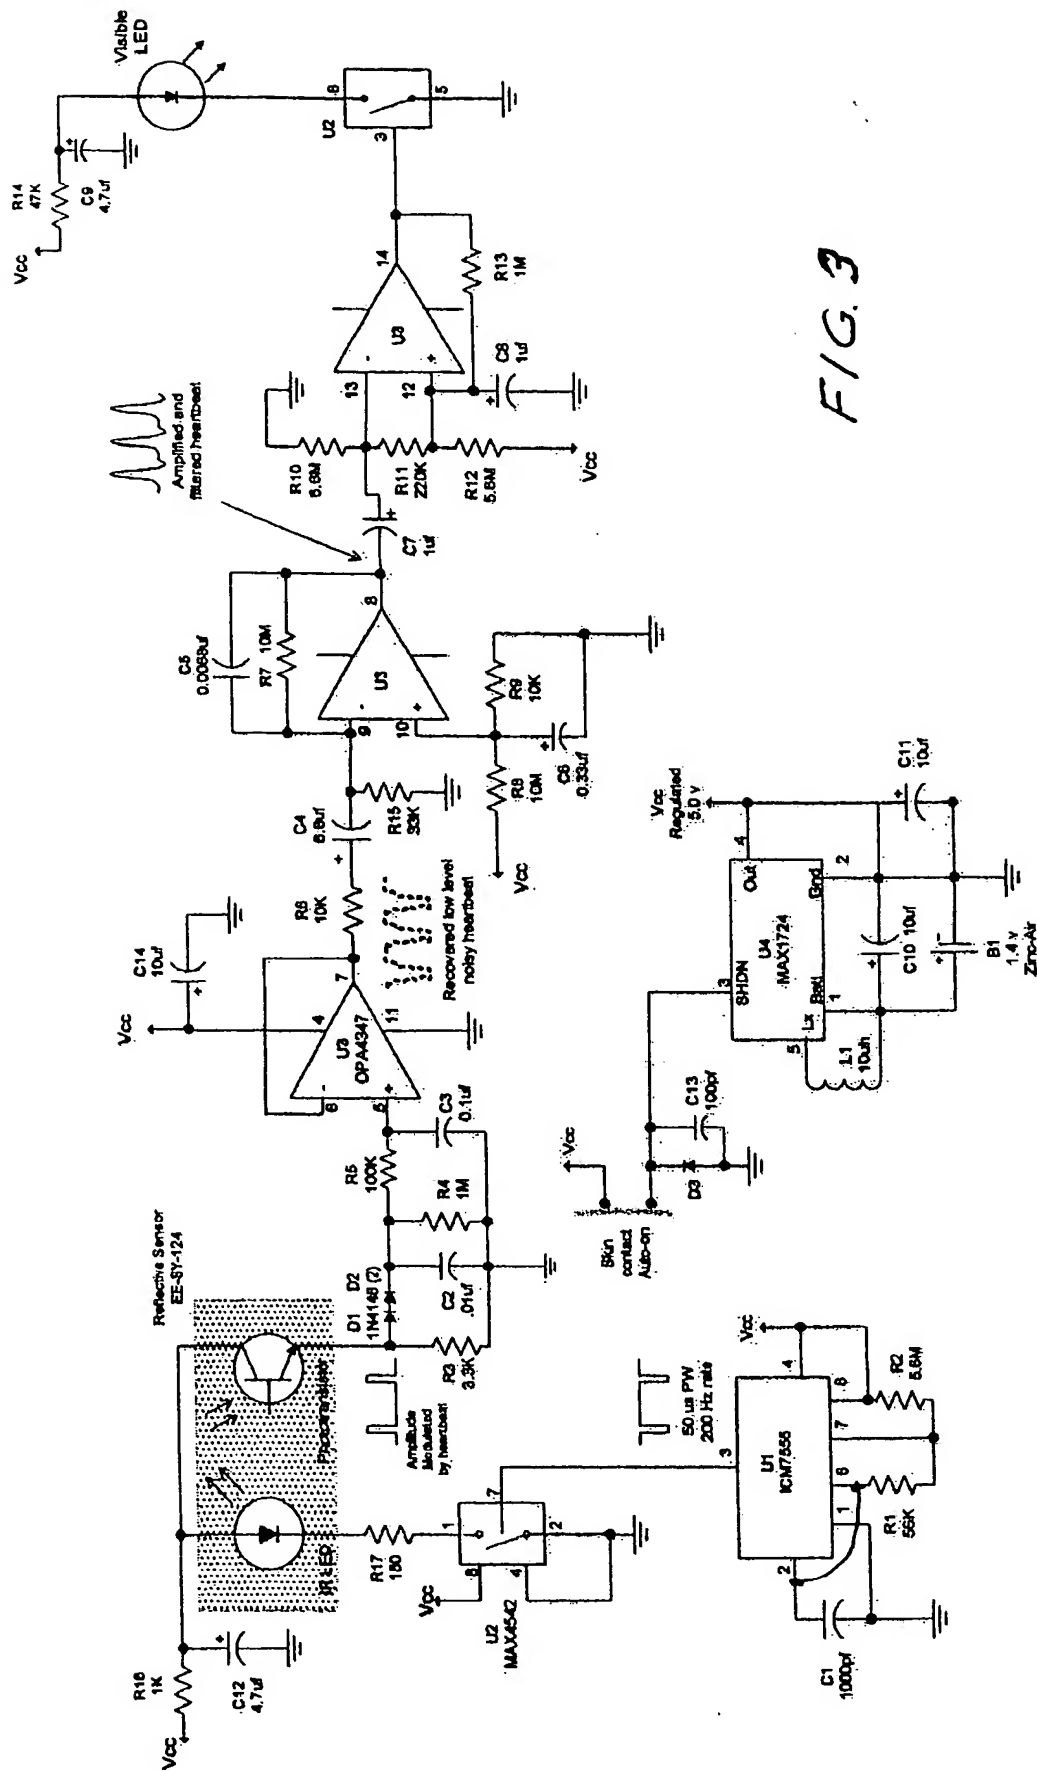 Vcc
R16
1K
C12
4.7uf
Reflective Sensor
EE-SY-124
IR LED
Phototransistor
R17
150
Vcc
U2
MAX4542
1
2
4
7
Amplitude
Modulated
by heartbeat
R3
3.3K
D1
D2
1N4148 (2)
C2
.01uf
R4
1M
R5
100K
C3
0.1uf
Vcc
C14
10uf
U3
OPA4347
6
5
4
11
7
-
+
R6
10K
Recovered low level
noisy heartbeat
C4
6.8uf
R15
33K
C5
0.0068uf
R7
10M
U3
9
10
8
-
+
R8
10M
R9
10K
C6
0.33uf
Vcc
Amplified and
filtered heartbeat
C7
1uf
R10
R11
220K
R12
5.6M
Vcc
U3
13
12
14
-
+
R13
1M
C8
1uf
Vcc
R14
47K
C9
4.7uf
Visible
LED
U2
3
5
50 us PW
200 Hz rate
U1
ICM7555
3
2
1
6
7
8
4
Vcc
R1
56K
R2
5.6M
C1
1000pf
Skin
contact
Auto-on
Vcc
D3
C13
100pf
U4
MAX1724
SHDN
3
Lx
5
Batt
1
Out
4
Gnd
2
L1
10uh
C10 10uf
B1
1.4 v
Zinc-Air
Vcc
Regulated
5.0 v
C11
10uf
FIG. 3